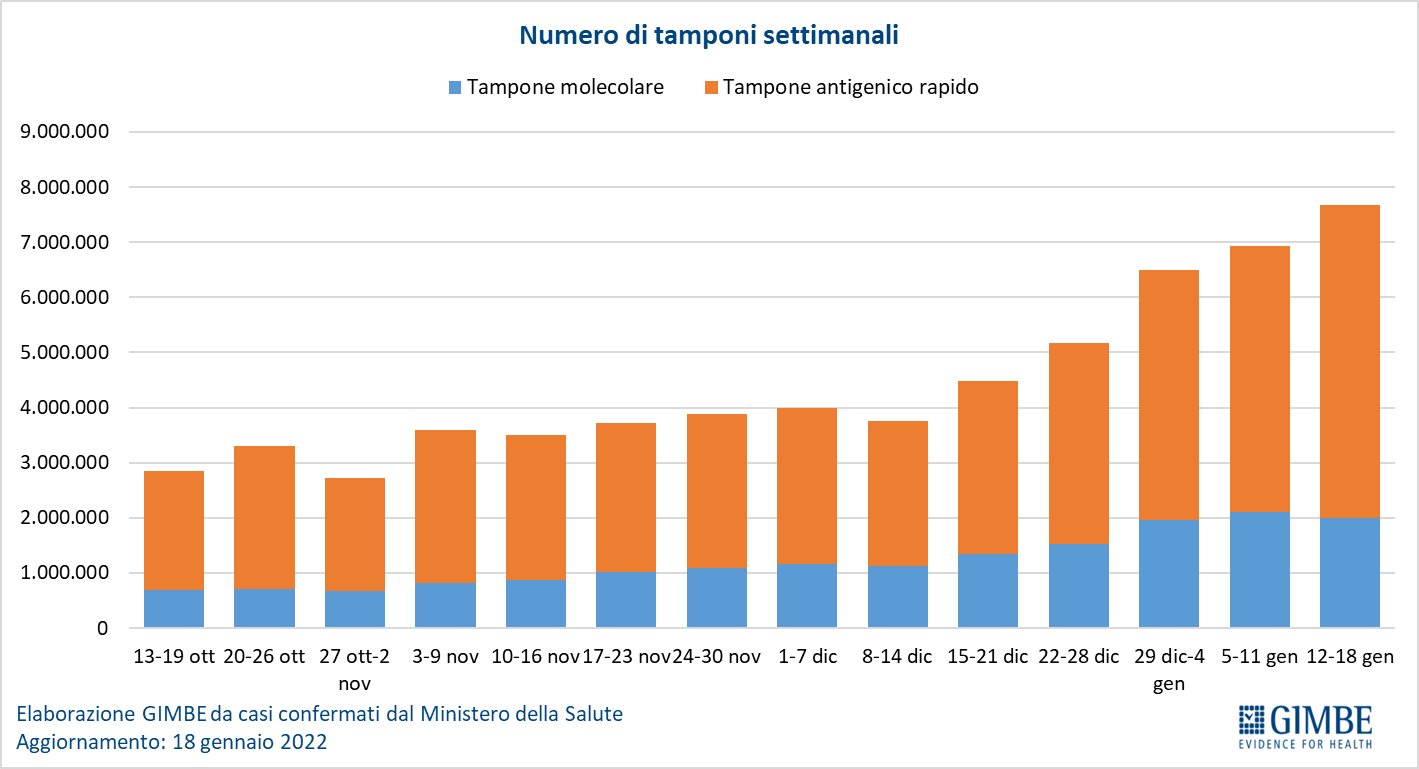 Numero di tamponi settimanali
Tampone molecolare Tampone antigenico rapido
9.000.000
8.000.000
7.000.000
6.000.000
5.000.000
4.000.000
3.000.000
2.000.000
1.000.000
0
13-19 ott 20-26 ott 27 ott-2 nov 3-9 nov 10-16 nov 17-23 nov 24-30 nov 1-7 dic 8-14 dic 15-21 dic 22-28 dic 29 dic-4 gen 5-11 gen 12-18 gen
Elaborazione GIMBE da casi confermati dal Ministero della Salute
Aggiornamento: 18 gennaio 2022
GIMBE
EVIDENCE FOR HEALTH